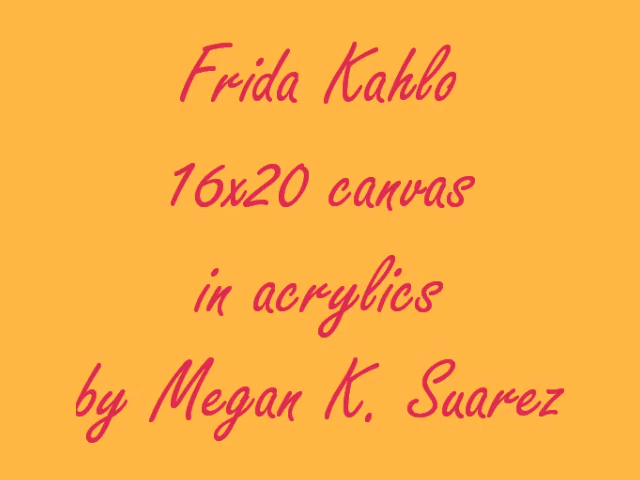 Frida Kahlo
16x20 canvas
in acrylics
by Megan K. Suarez